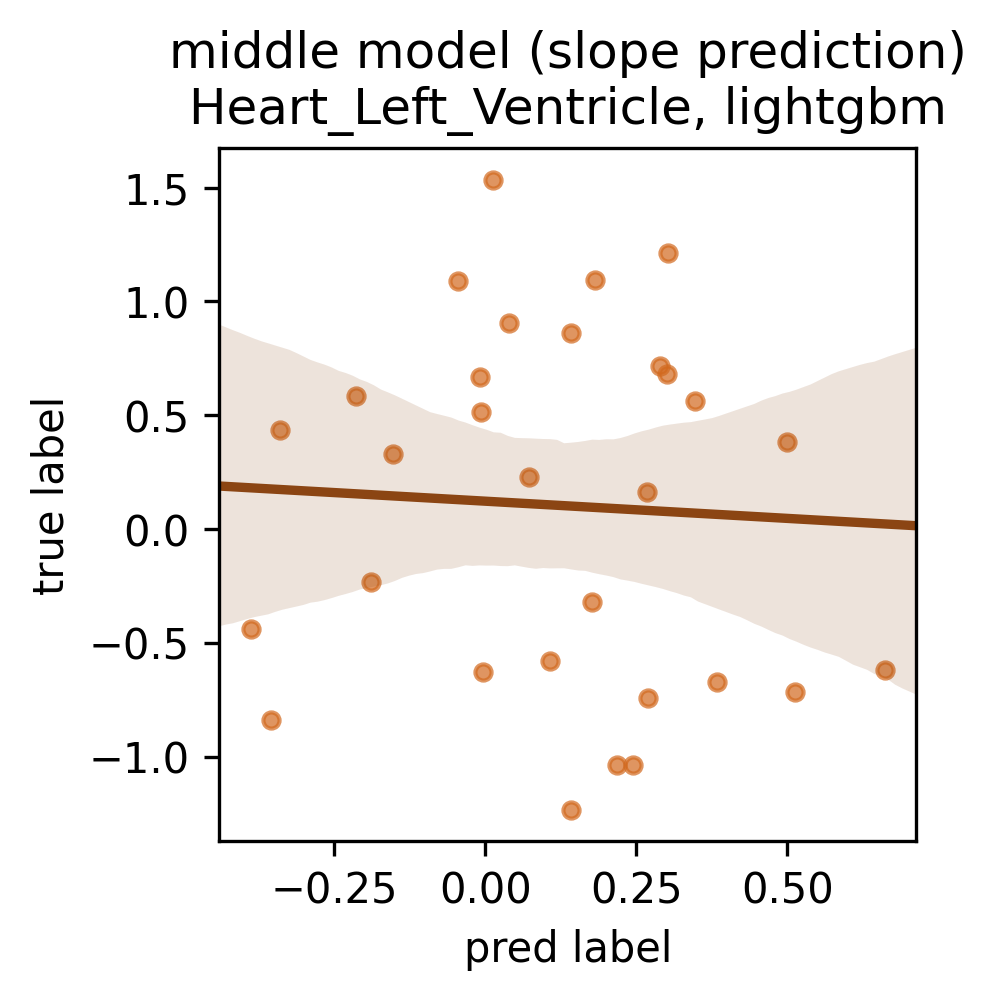 middle model (slope prediction)
Heart_Left_Ventricle, lightgbm
1.5
1.0
0.5
0.0
−0.5
−1.0
true label
−0.25
0.00
0.25
0.50
pred label